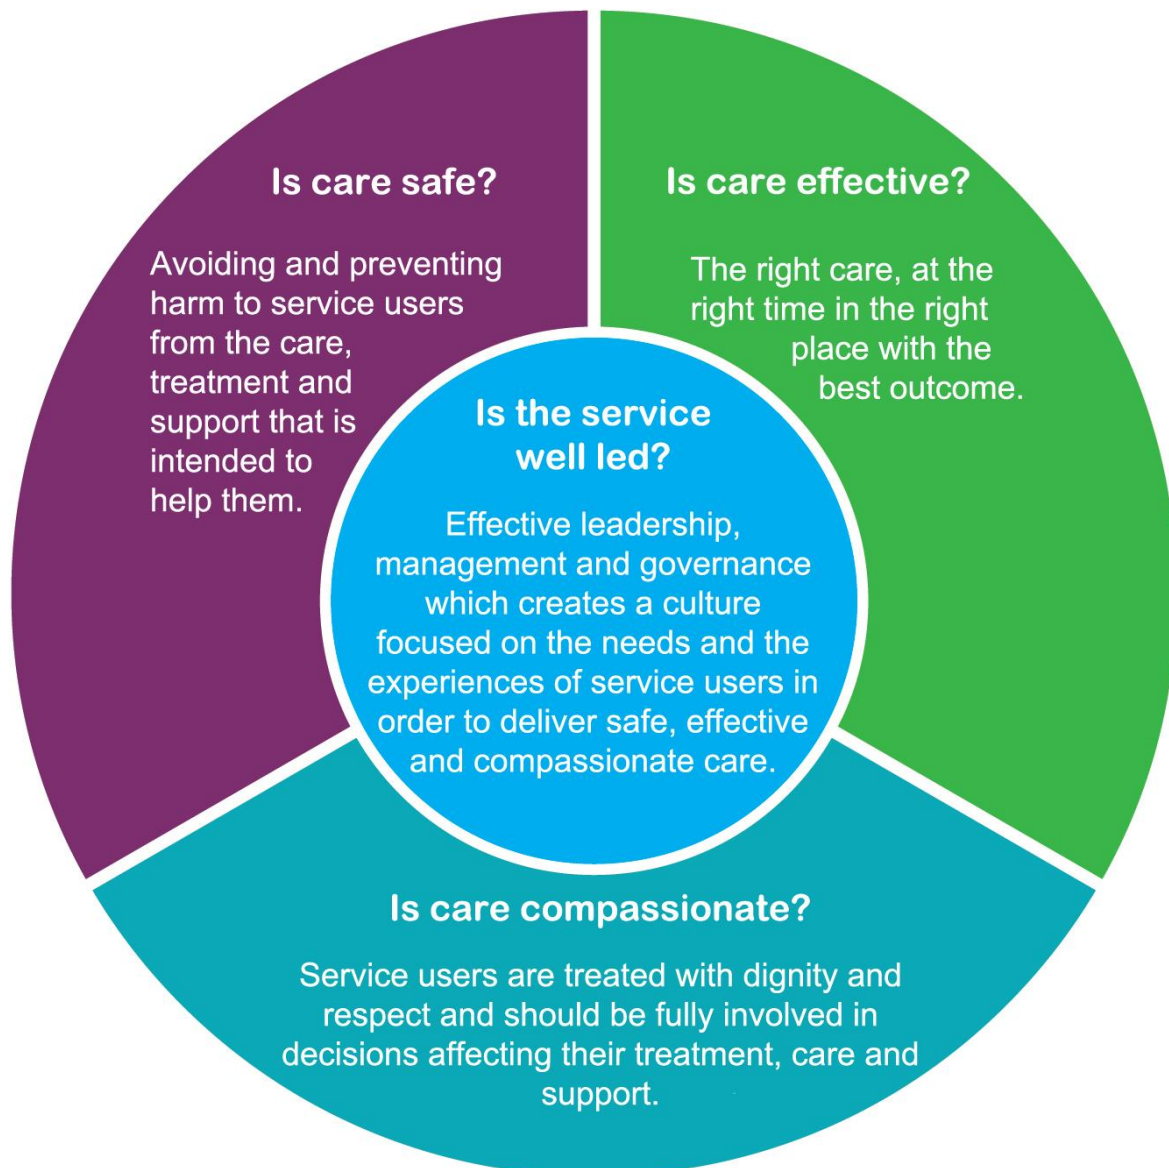 Is care safe?
Avoiding and preventing
harm to service users
from the care,
treatment and
support that is
intended to
help them.
Is care effective?
The right care, at the
right time in the right
place with the
best outcome.
Is the service
well led?
Effective leadership,
management and governance
which creates a culture
focused on the needs and the
experiences of service users in
order to deliver safe, effective
and compassionate care.
Is care compassionate?
Service users are treated with dignity and
respect and should be fully involved in
decisions affecting their treatment, care and
support.